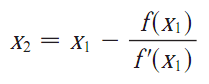 x₂ = x₁ − f(x₁) / f′(x₁)